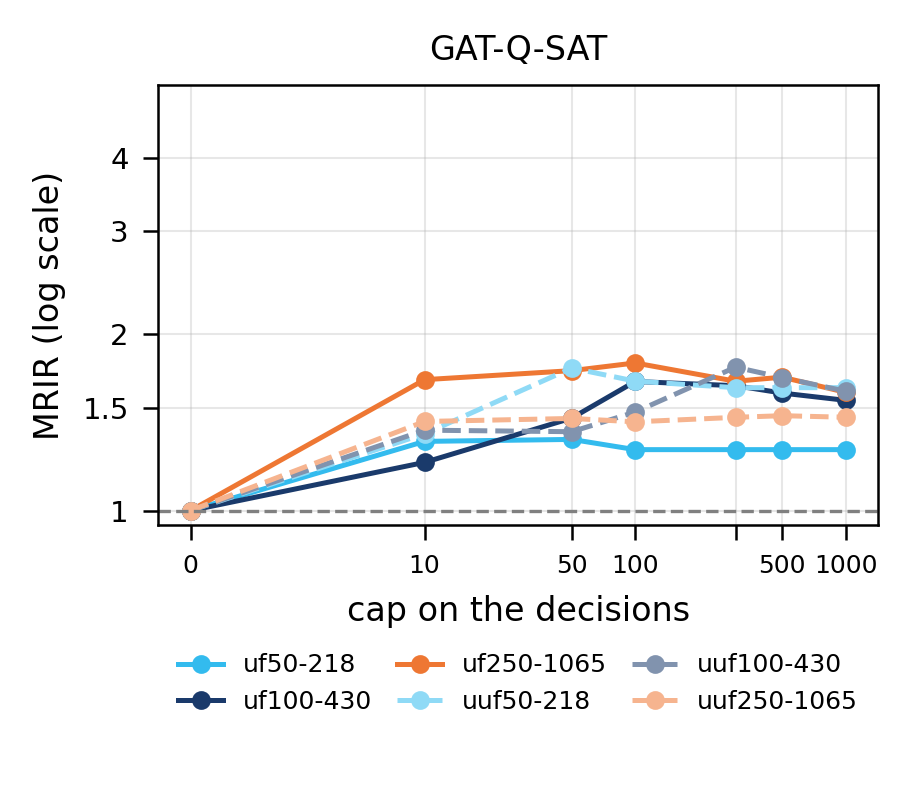 GAT-Q-SAT
MRIR (log scale)
4
3
2
1.5
1
0 10 50 100 500 1000
cap on the decisions
uf50-218 uf250-1065 uuf100-430
uf100-430 uuf50-218 uuf250-1065